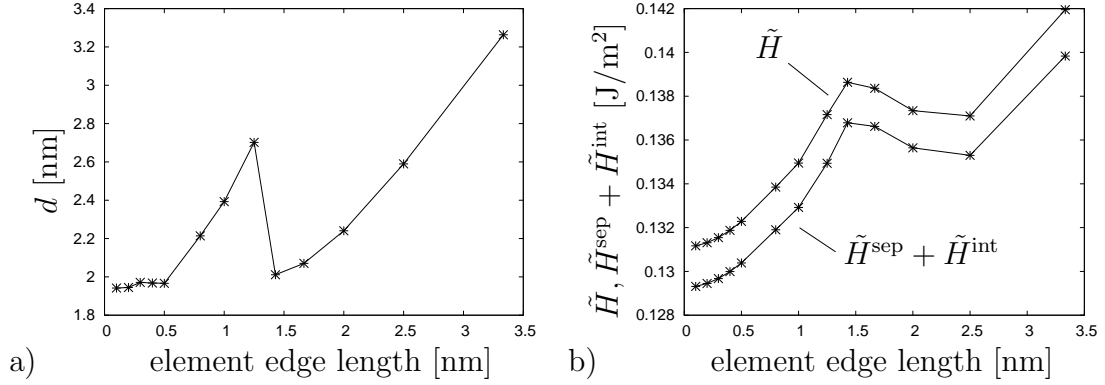 3.4
3.2
3
2.8
2.6
2.4
2.2
2
1.8
d [nm]
0 0.5 1 1.5 2 2.5 3 3.5
element edge length [nm]
a)
0.142
0.14
0.138
0.136
0.134
0.132
0.13
0.128
H̃, H̃^sep + H̃^int [J/m²]
H̃
H̃^sep + H̃^int
0 0.5 1 1.5 2 2.5 3 3.5
element edge length [nm]
b)